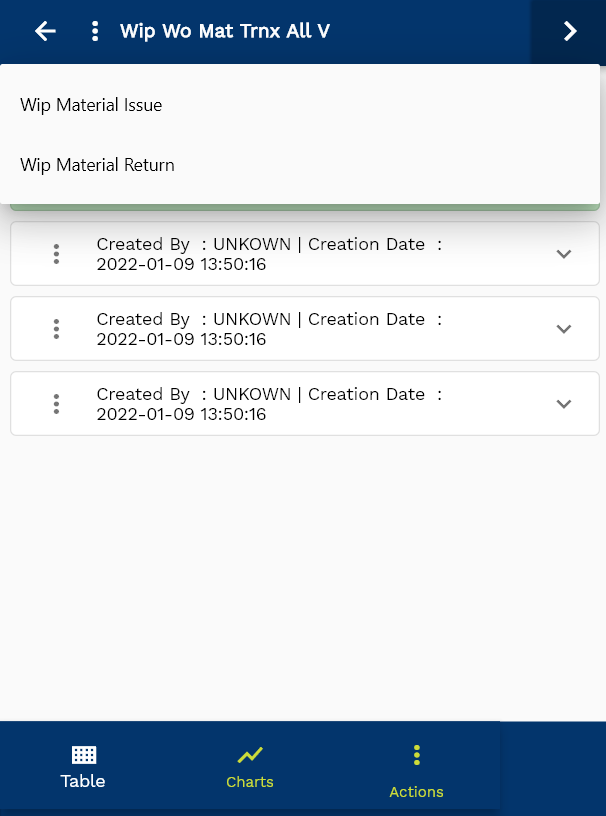 Wip Wo Mat Trnx All V
Wip Material Issue
Wip Material Return
Created By : UNKOWN | Creation Date :
2022-01-09 13:50:16
Created By : UNKOWN | Creation Date :
2022-01-09 13:50:16
Created By : UNKOWN | Creation Date :
2022-01-09 13:50:16
Table
Charts
Actions